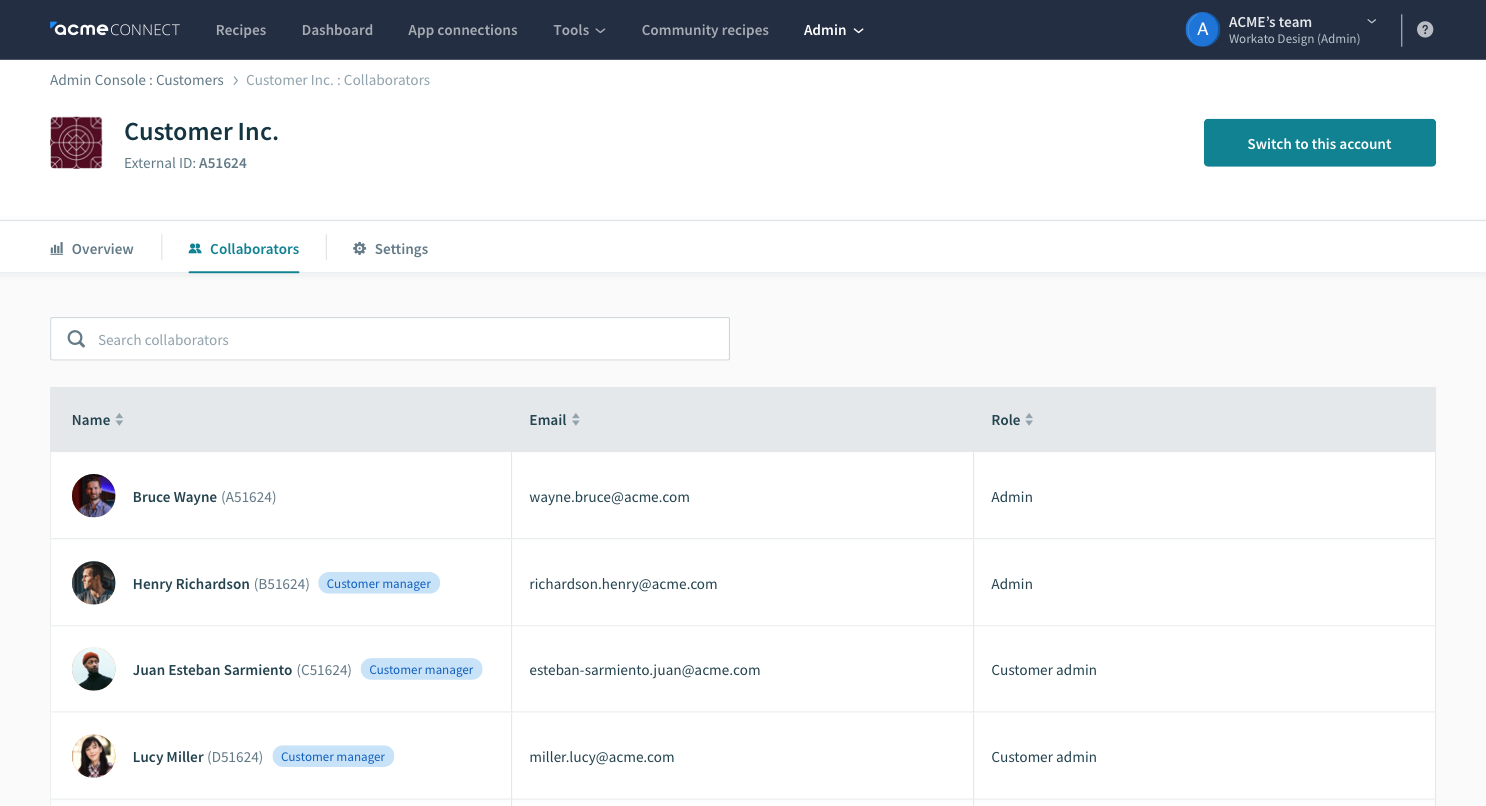 acmeCONNECT Recipes Dashboard App connections Tools Community recipes Admin A ACME’s team ?
Workato Design (Admin)
Admin Console : Customers > Customer Inc. : Collaborators
Customer Inc.
External ID: A51624
Switch to this account
Overview Collaborators Settings
Search collaborators
Name Email Role
Bruce Wayne (A51624) wayne.bruce@acme.com Admin
Henry Richardson (B51624) Customer manager richardson.henry@acme.com Admin
Juan Esteban Sarmiento (C51624) Customer manager esteban-sarmiento.juan@acme.com Customer admin
Lucy Miller (D51624) Customer manager miller.lucy@acme.com Customer admin